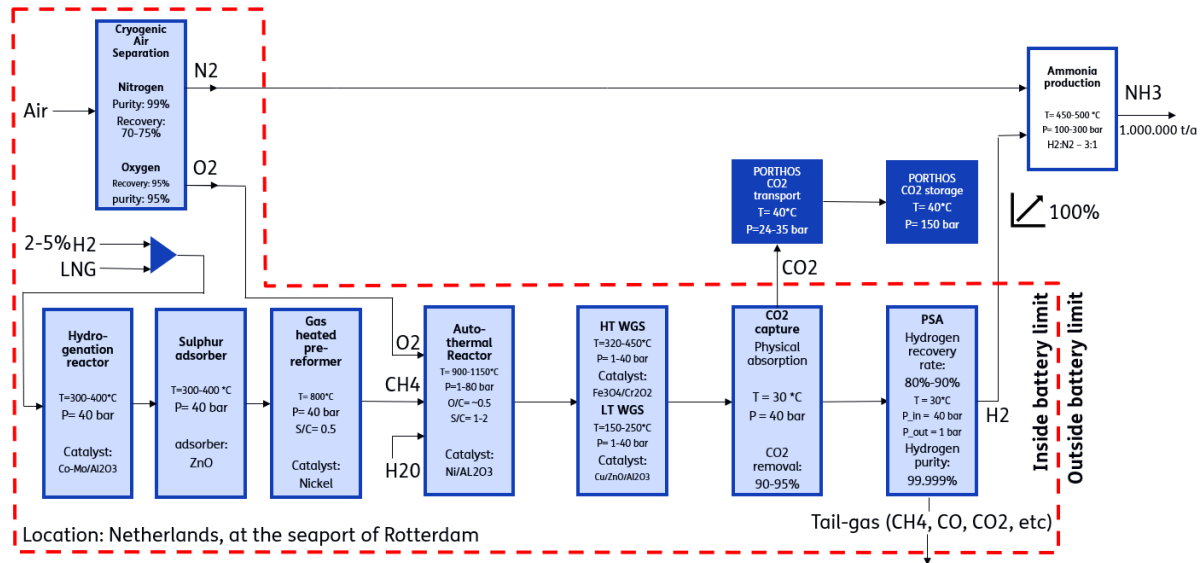 Cryogenic
Air
Separation
Nitrogen
Purity: 99%
Recovery:
70-75%
Oxygen
Recovery: 95%
purity: 95%
Air
N2
O2
Ammonia
production
T= 450-500 °C
P= 100-300 bar
H2:N2 – 3:1
NH3
1.000.000 t/a
PORTHOS
CO2
transport
T= 40°C
P=24-35 bar
PORTHOS
CO2 storage
T= 40°C
P= 150 bar
100%
2-5%H2
LNG
CO2
Hydro-
genation
reactor
T=300-400°C
P= 40 bar
Catalyst:
Co-Mo/Al2O3
Sulphur
adsorber
T=300-400 °C
P= 40 bar
adsorber:
ZnO
Gas
heated
pre-
reformer
T= 800°C
P= 40 bar
S/C= 0.5
Catalyst:
Nickel
O2
CH4
H20
Auto-
thermal
Reactor
T= 900-1150°C
P=1-80 bar
O/C= ~0.5
S/C= 1-2
Catalyst:
Ni/AL2O3
HT WGS
T=320-450°C
P= 1-40 bar
Catalyst:
Fe3O4/Cr2O2
LT WGS
T=150-250°C
P= 1-40 bar
Catalyst:
Cu/ZnO/Al2O3
CO2
capture
Physical
absorption
T = 30 °C
P = 40 bar
CO2
removal:
90-95%
PSA
Hydrogen
recovery
rate:
80%-90%
T = 30°C
P_in = 40 bar
P_out = 1 bar
Hydrogen
purity:
99.999%
H2
Inside battery limit
Outside battery limit
Tail-gas (CH4, CO, CO2, etc)
Location: Netherlands, at the seaport of Rotterdam